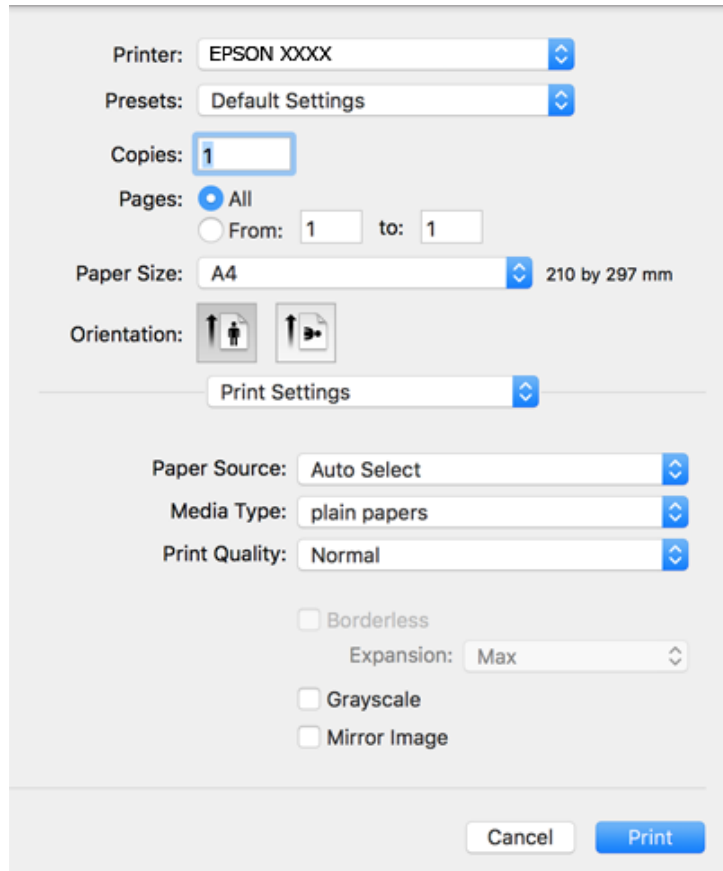 Printer: EPSON XXXX
Presets: Default Settings
Copies: 1
Pages: All
From: 1 to: 1
Paper Size: A4 210 by 297 mm
Orientation:
Print Settings
Paper Source: Auto Select
Media Type: plain papers
Print Quality: Normal
Borderless
Expansion: Max
Grayscale
Mirror Image
Cancel Print